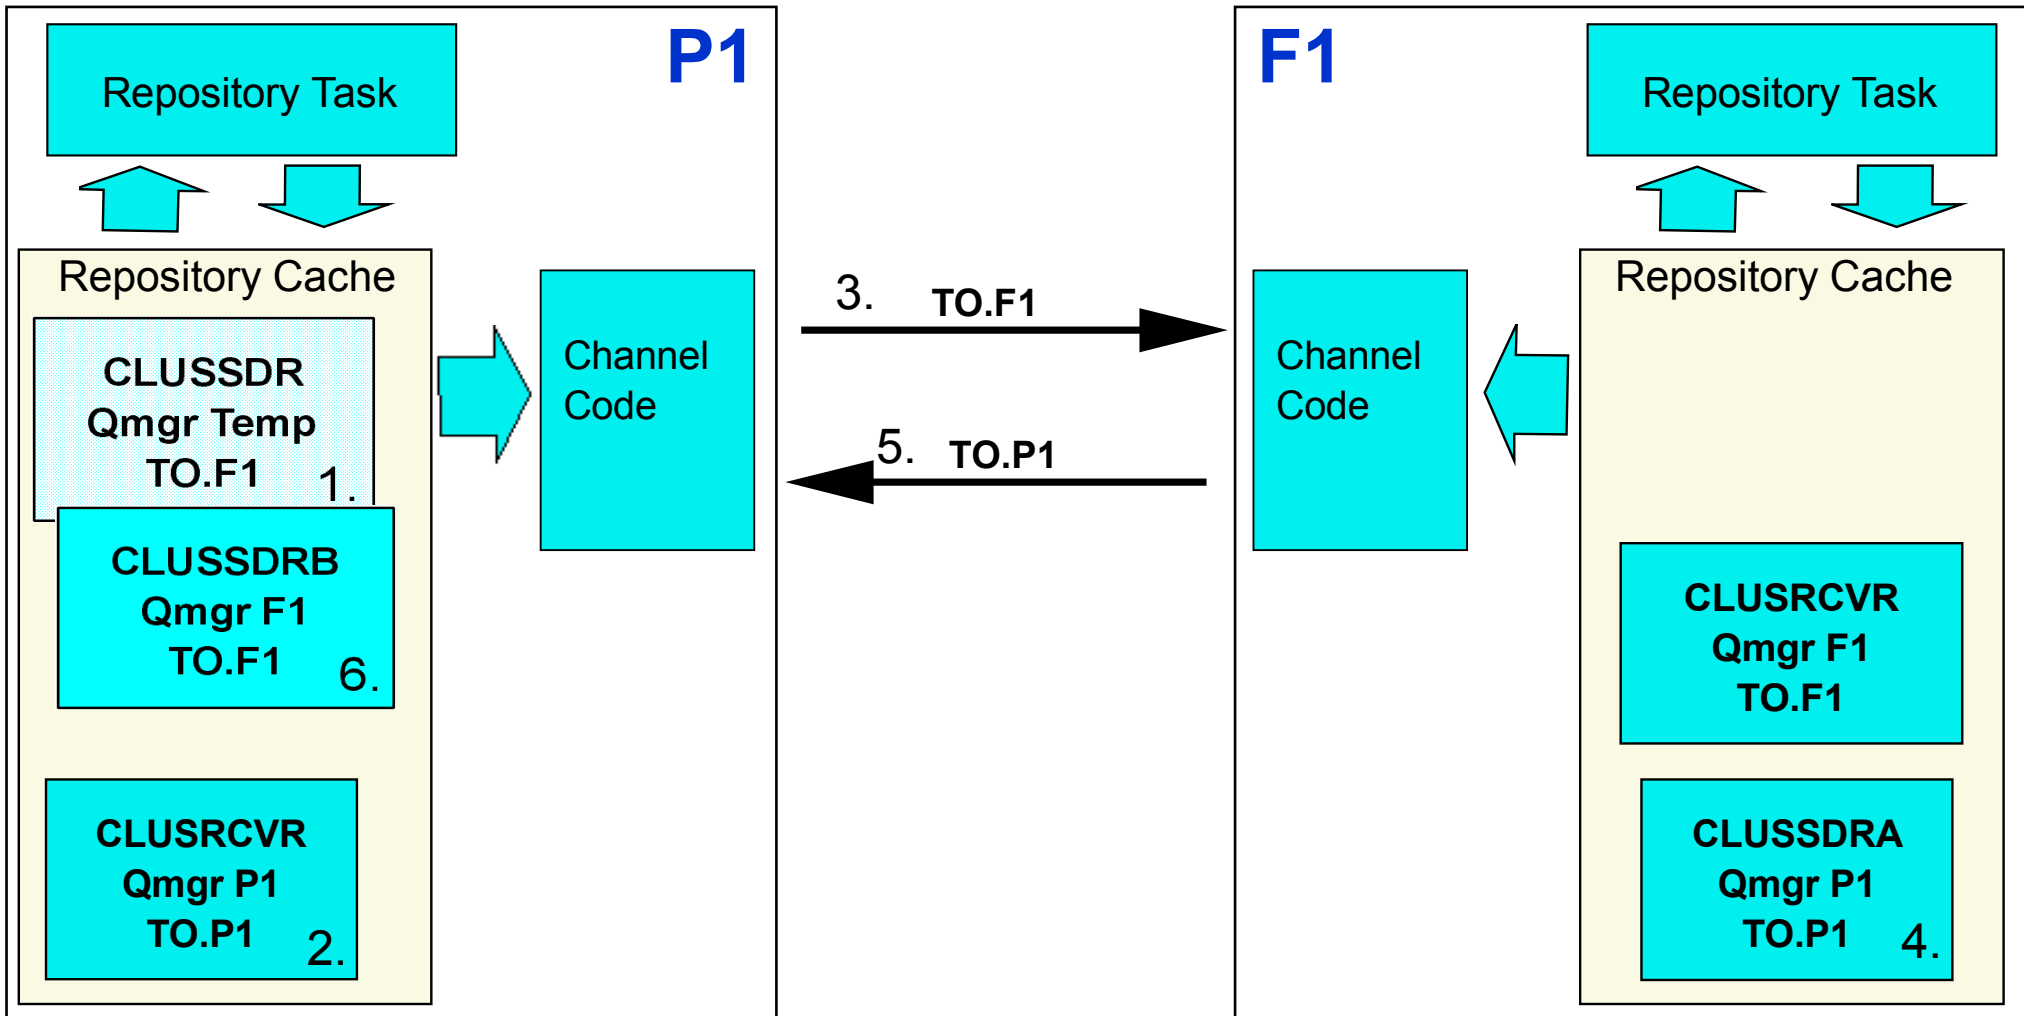 P1
Repository Task
Repository Cache
CLUSSDR
Qmgr Temp
TO.F1
1.
CLUSSDRB
Qmgr F1
TO.F1
6.
CLUSRCVR
Qmgr P1
TO.P1
2.
Channel
Code
3. TO.F1
5. TO.P1
F1
Repository Task
Repository Cache
Channel
Code
CLUSRCVR
Qmgr F1
TO.F1
CLUSSDRA
Qmgr P1
TO.P1
4.